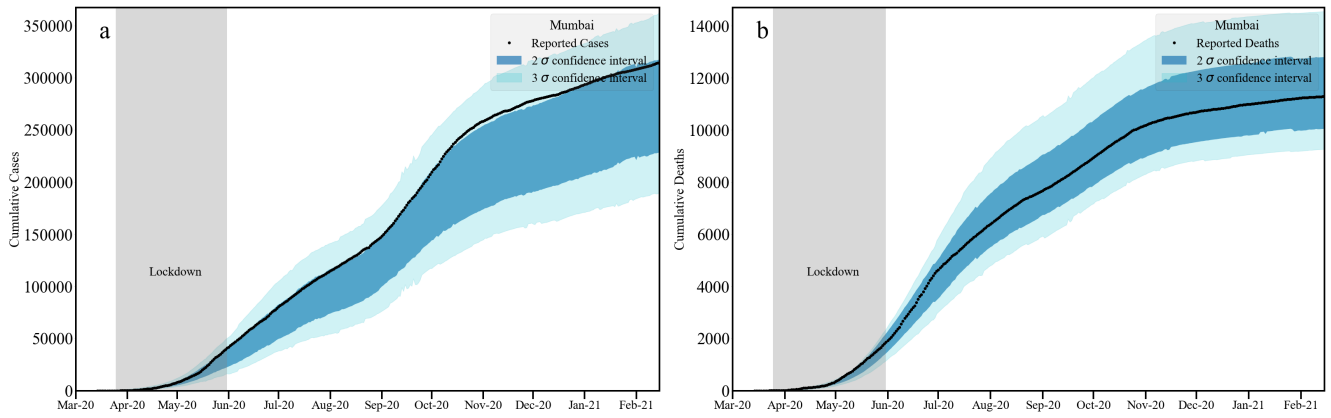 a
Mumbai
Reported Cases
2 σ confidence interval
3 σ confidence interval
Lockdown
Cumulative Cases
350000
300000
250000
200000
150000
100000
50000
0
Mar-20 Apr-20 May-20 Jun-20 Jul-20 Aug-20 Sep-20 Oct-20 Nov-20 Dec-20 Jan-21 Feb-21
b
Mumbai
Reported Deaths
2 σ confidence interval
3 σ confidence interval
Lockdown
Cumulative Deaths
14000
12000
10000
8000
6000
4000
2000
0
Mar-20 Apr-20 May-20 Jun-20 Jul-20 Aug-20 Sep-20 Oct-20 Nov-20 Dec-20 Jan-21 Feb-21